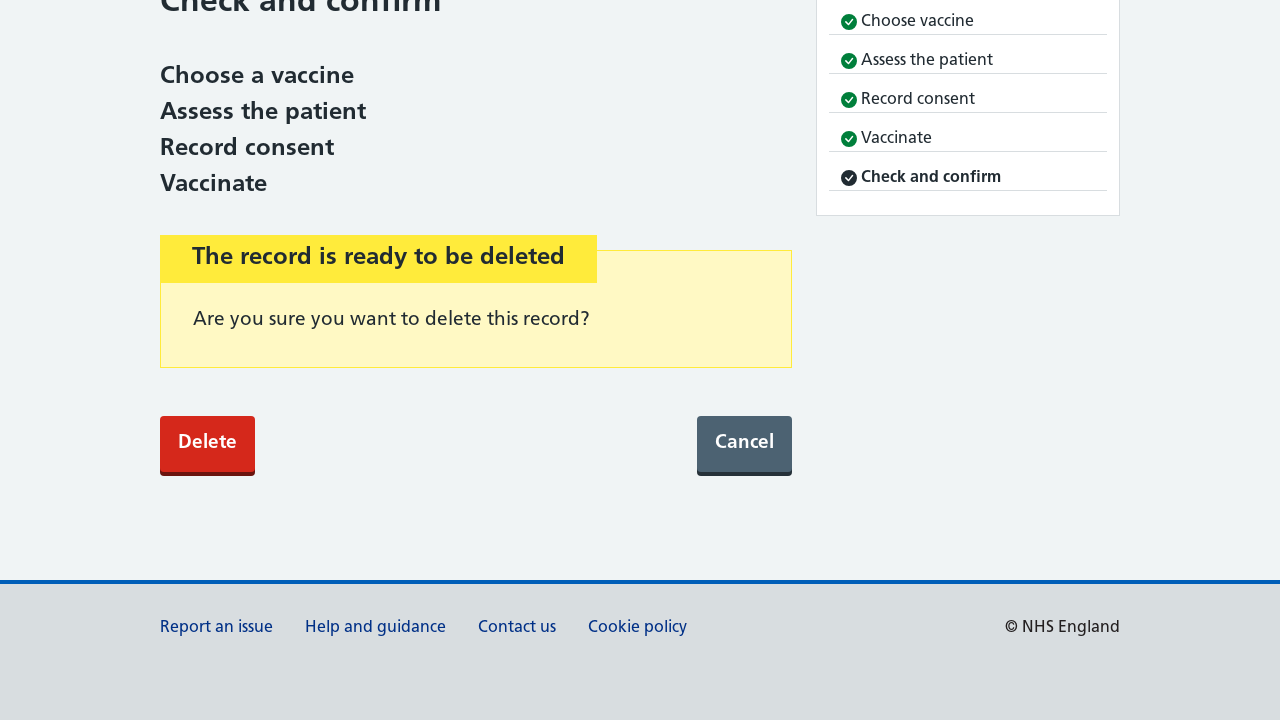 Check and confirm
Choose a vaccine
Assess the patient
Record consent
Vaccinate
The record is ready to be deleted
Are you sure you want to delete this record?
Delete
Cancel
Choose vaccine
Assess the patient
Record consent
Vaccinate
Check and confirm
Report an issue
Help and guidance
Contact us
Cookie policy
© NHS England